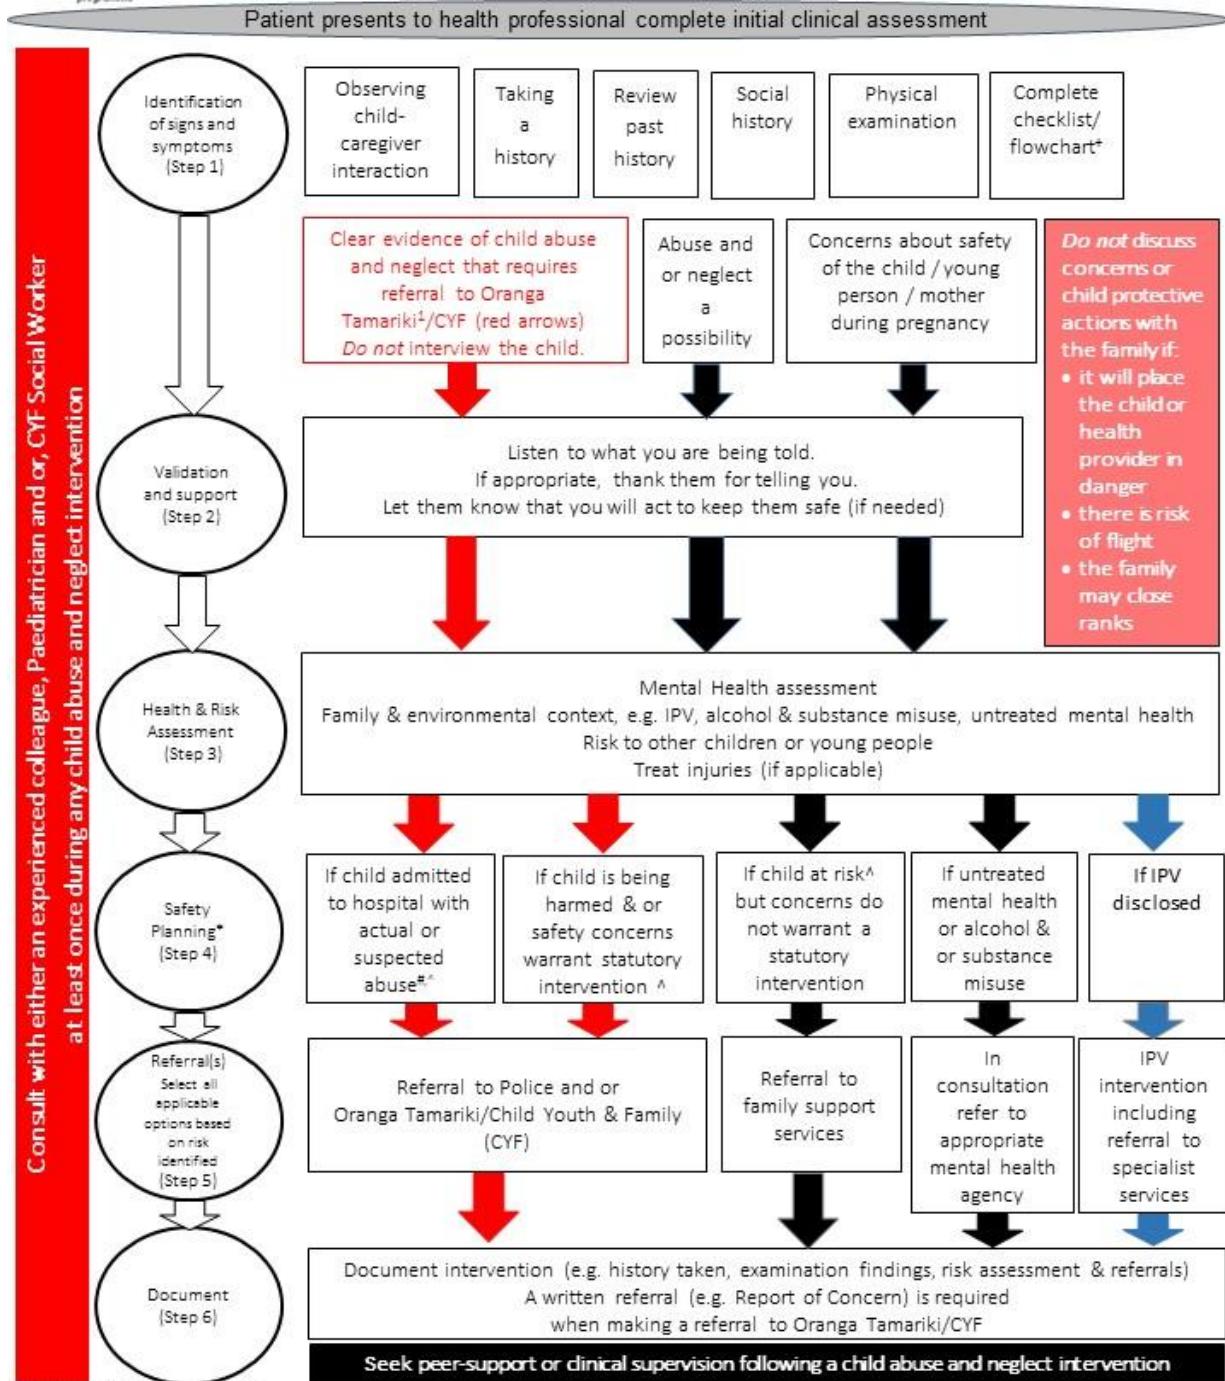 Patient presents to health professional complete initial clinical assessment
Consult with either an experienced colleague, Paediatrician and or, CYF Social Worker
at least once during any child abuse and neglect intervention
Identification
of signs and
symptoms
(Step 1)
Observing
child-
caregiver
interaction
Taking
a
history
Review
past
history
Social
history
Physical
examination
Complete
checklist/
flowchart⁺
Clear evidence of child abuse
and neglect that requires
referral to Oranga
Tamariki¹/CYF (red arrows)
Do not interview the child.
Abuse and
or neglect
a
possibility
Concerns about safety
of the child / young
person / mother
during pregnancy
Do not discuss
concerns or
child protective
actions with
the family if:
• it will place
the child or
health
provider in
danger
• there is risk
of flight
• the family
may close
ranks
Validation
and support
(Step 2)
Listen to what you are being told.
If appropriate, thank them for telling you.
Let them know that you will act to keep them safe (if needed)
Health & Risk
Assessment
(Step 3)
Mental Health assessment
Family & environmental context, e.g. IPV, alcohol & substance misuse, untreated mental health
Risk to other children or young people
Treat injuries (if applicable)
Safety
Planning*
(Step 4)
If child admitted
to hospital with
actual or
suspected
abuse#,^
If child is being
harmed & or
safety concerns
warrant statutory
intervention ^
If child at risk^
but concerns do
not warrant a
statutory
intervention
If untreated
mental health
or alcohol &
or substance
misuse
If IPV
disclosed
Referral(s)
Select all
applicable
options based
on risk
identified
(Step 5)
Referral to Police and or
Oranga Tamariki/Child Youth & Family
(CYF)
Referral to
family support
services
In
consultation
refer to
appropriate
mental health
agency
IPV
intervention
including
referral to
specialist
services
Document
(Step 6)
Document intervention (e.g. history taken, examination findings, risk assessment & referrals)
A written referral (e.g. Report of Concern) is required
when making a referral to Oranga Tamariki/CYF
Seek peer-support or clinical supervision following a child abuse and neglect intervention